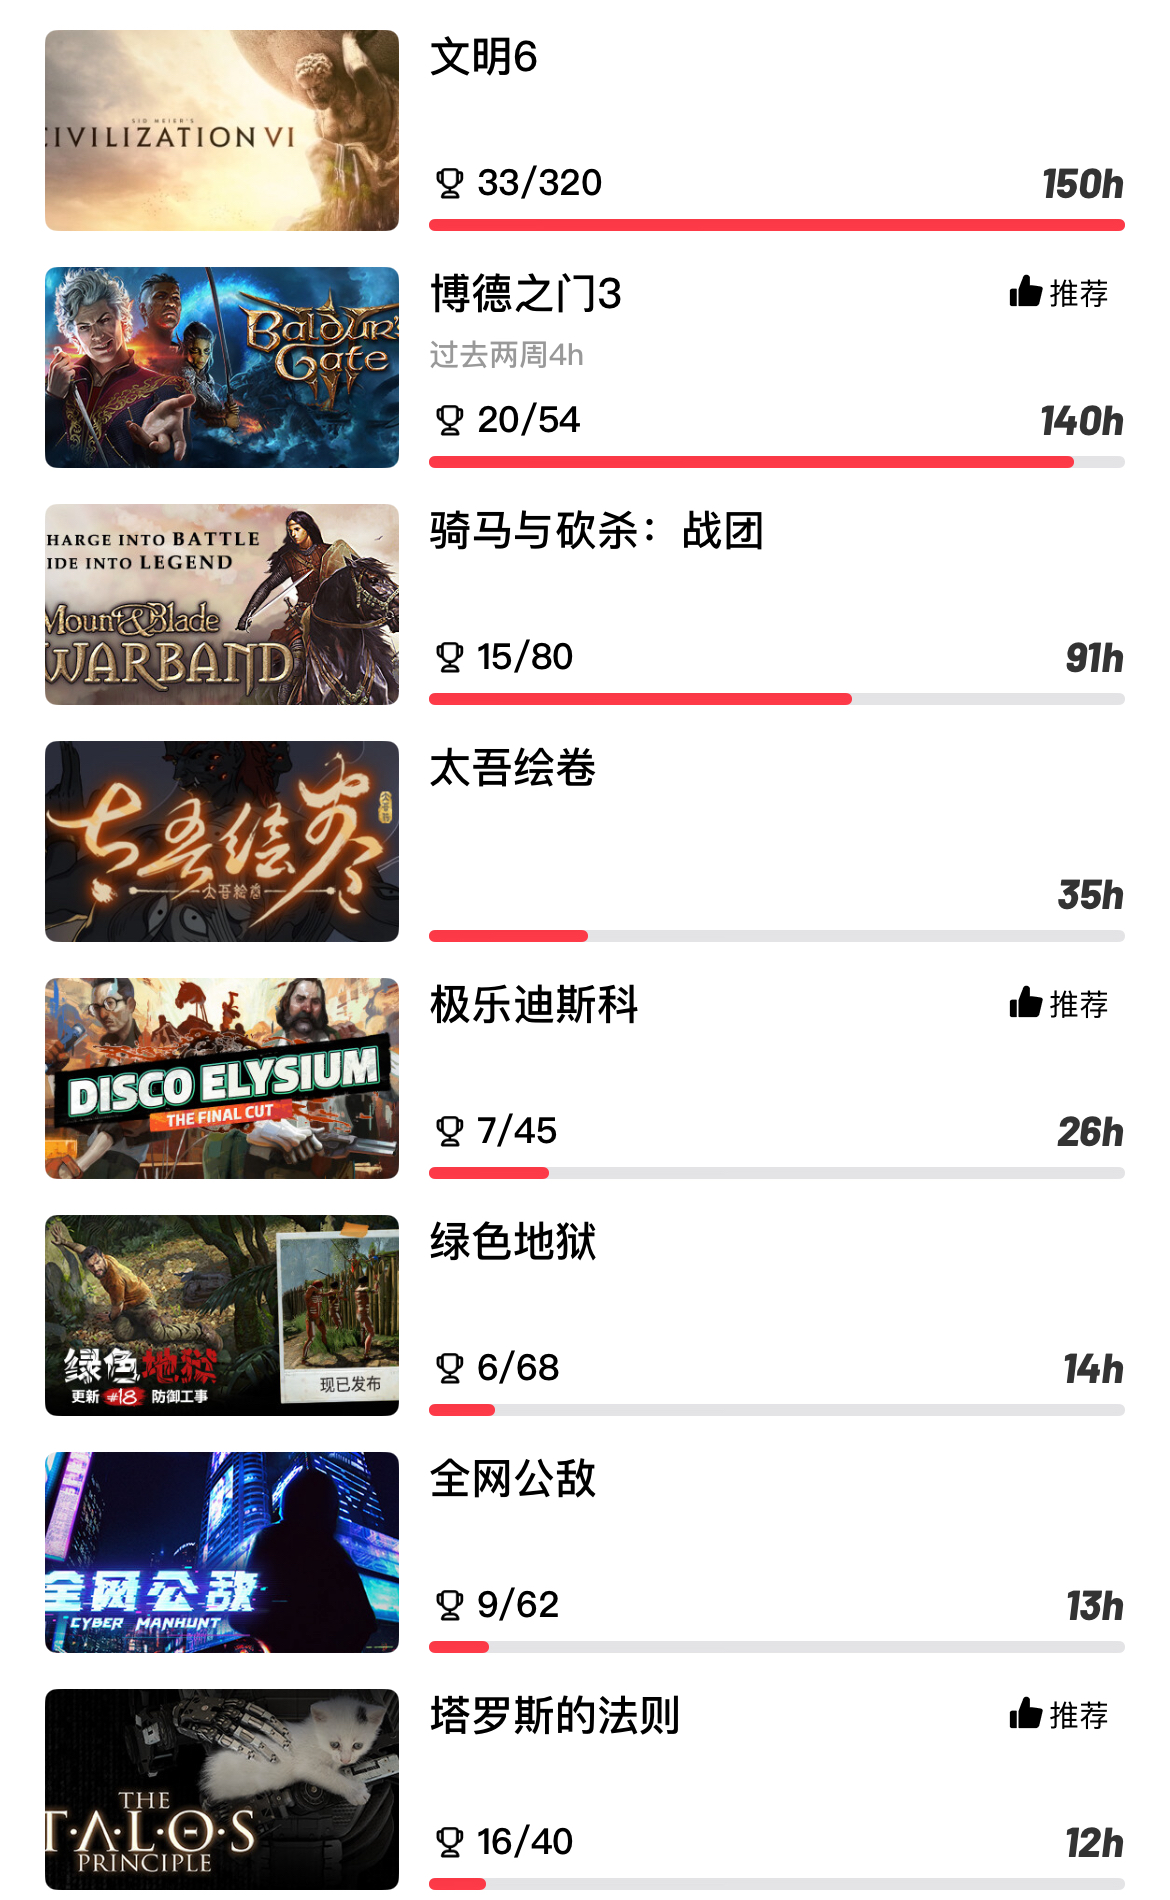 SID MEIER'S
CIVILIZATION VI
文明6
33/320
150h
BALDUR'S
GATE
III
博德之门3
推荐
过去两周4h
20/54
140h
HARGE INTO BATTLE
IDE INTO LEGEND
Mount&Blade
WARBAND
骑马与砍杀：战团
15/80
91h
太吾绘卷
太吾繪卷
太吾绘卷
35h
DISCO ELYSIUM
THE FINAL CUT
极乐迪斯科
推荐
7/45
26h
绿色地狱
更新 #18 防御工事
现已发布
绿色地狱
6/68
14h
全网公敌
CYBER MANHUNT
全网公敌
9/62
13h
THE
TALOS
PRINCIPLE
塔罗斯的法则
推荐
16/40
12h